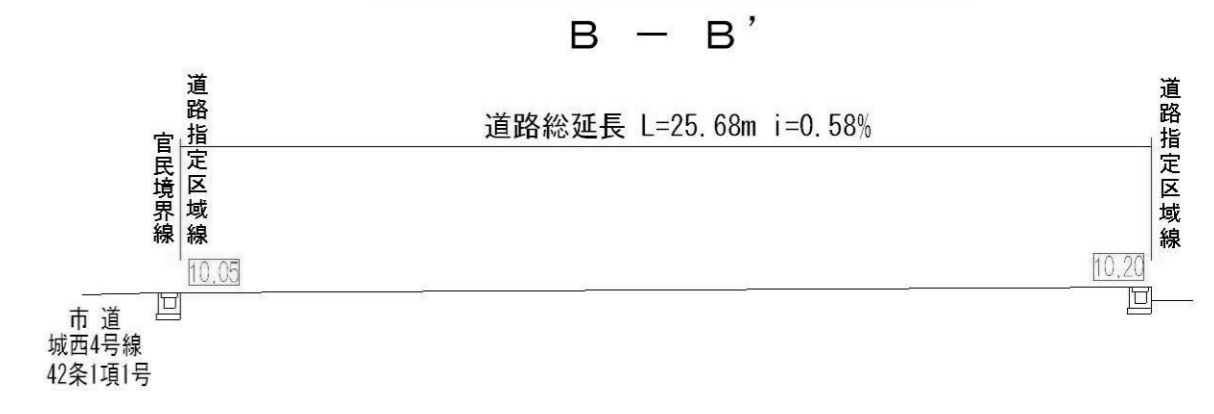 B － B’
道路総延長 L=25.68m i=0.58%
官民境界線
道路指定区域線
道路指定区域線
10.05
10.20
市道
城西4号線
42条1項1号